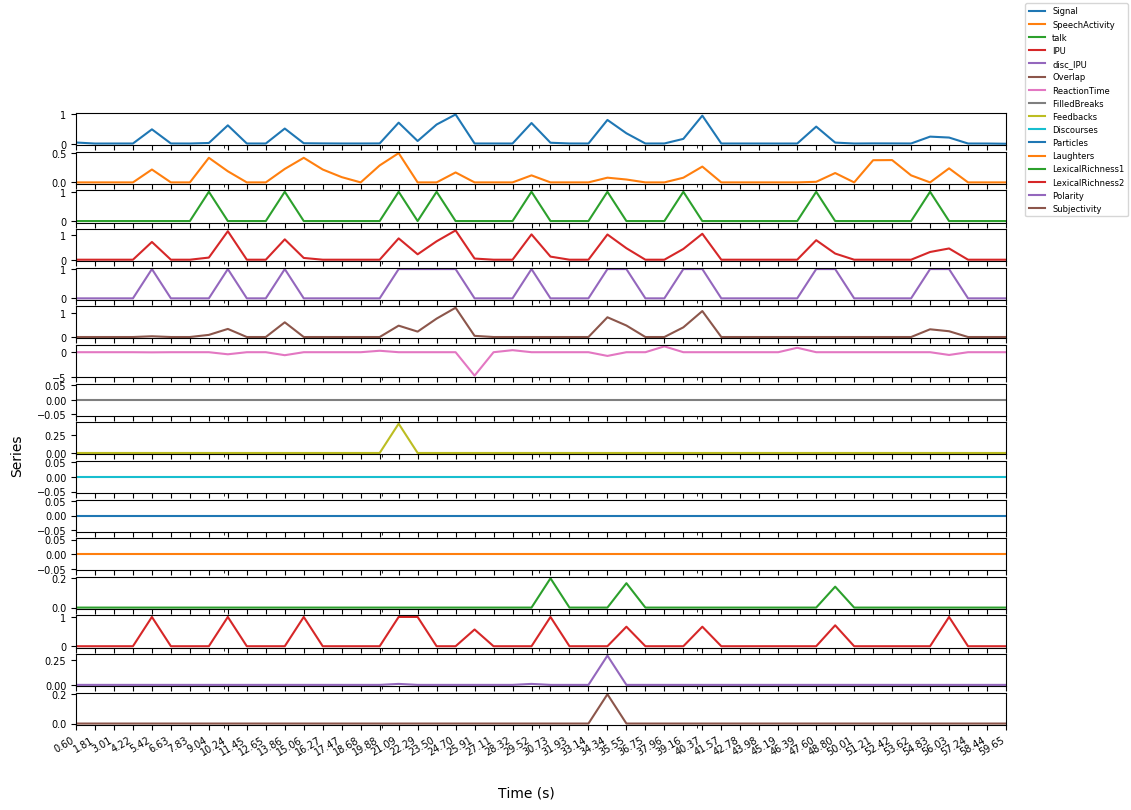 Signal
SpeechActivity
talk
IPU
disc_IPU
Overlap
ReactionTime
FilledBreaks
Feedbacks
Discourses
Particles
Laughters
LexicalRichness1
LexicalRichness2
Polarity
Subjectivity
1
0
0.5
0.0
1
0
1
0
1
0
1
0
0
−5
0.05
0.00
−0.05
0.25
0.00
0.05
0.00
−0.05
0.05
0.00
−0.05
0.05
0.00
−0.05
0.2
0.0
1
0
0.25
0.00
0.2
0.0
Series
0.60 1.81 3.01 4.22 5.42 6.63 7.83 9.04 10.24 11.45 12.65 13.86 15.06 16.27 17.47 18.68 19.88 21.09 22.29 23.50 24.70 25.91 27.11 28.32 29.52 30.73 31.93 33.14 34.34 35.55 36.75 37.96 39.16 40.37 41.57 42.78 43.98 45.19 46.39 47.60 48.80 50.01 51.21 52.42 53.62 54.83 56.03 57.24 58.44 59.65
Time (s)